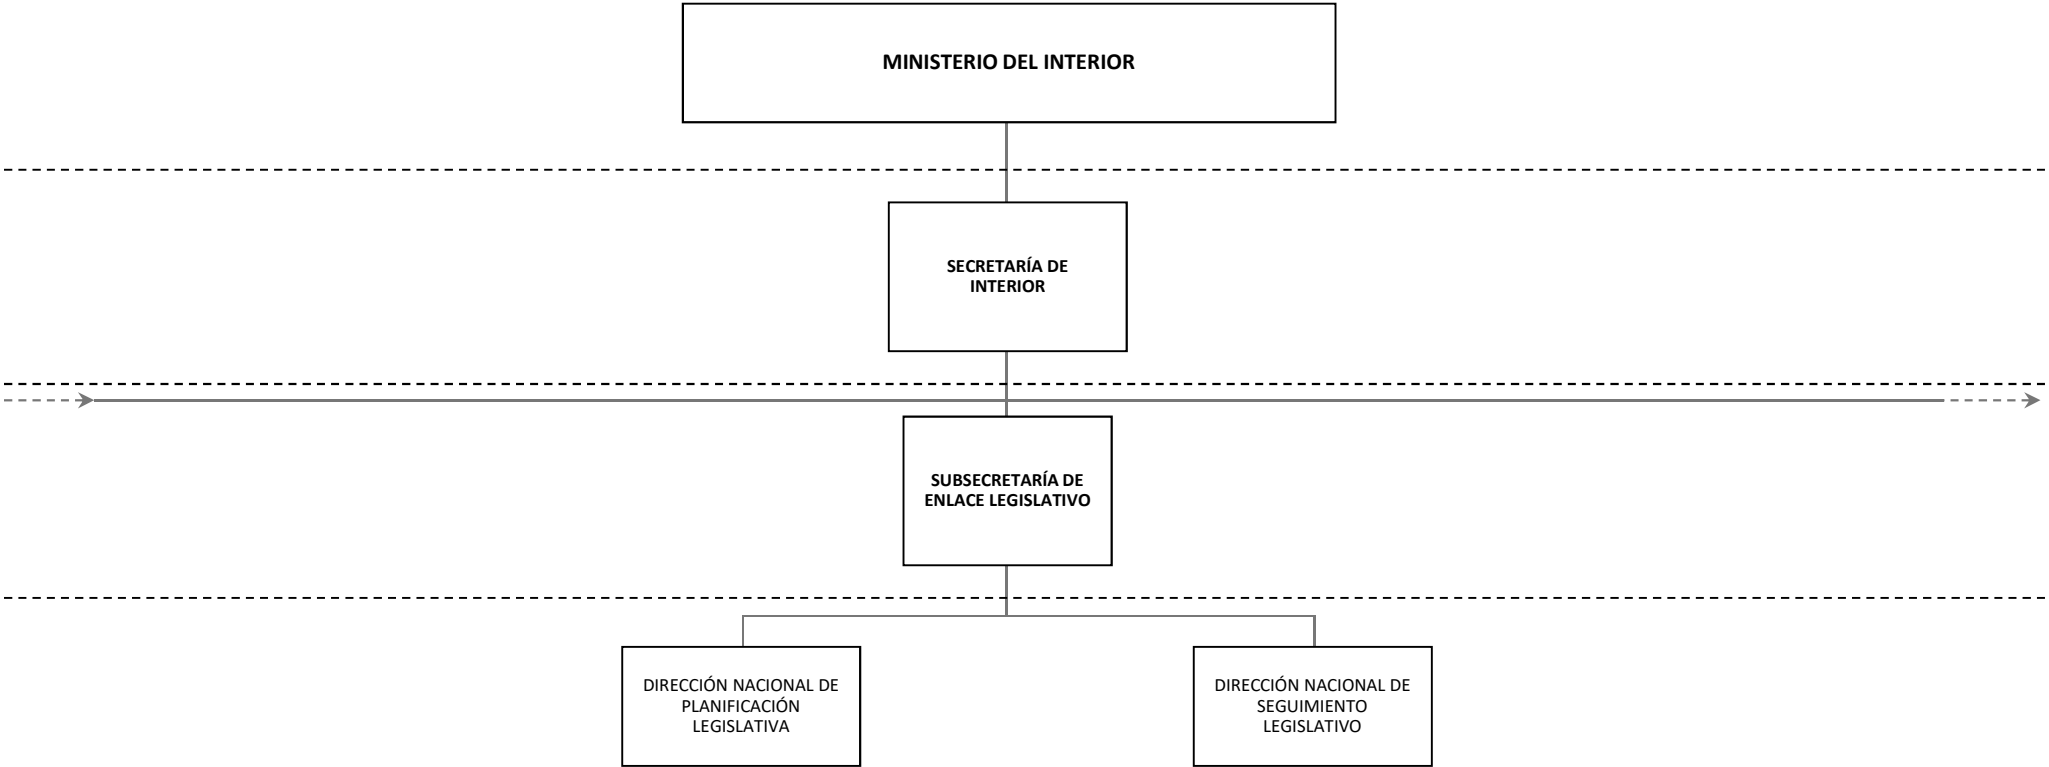 MINISTERIO DEL INTERIOR
SECRETARÍA DE
INTERIOR
SUBSECRETARÍA DE
ENLACE LEGISLATIVO
DIRECCIÓN NACIONAL DE
PLANIFICACIÓN
LEGISLATIVA
DIRECCIÓN NACIONAL DE
SEGUIMIENTO
LEGISLATIVO